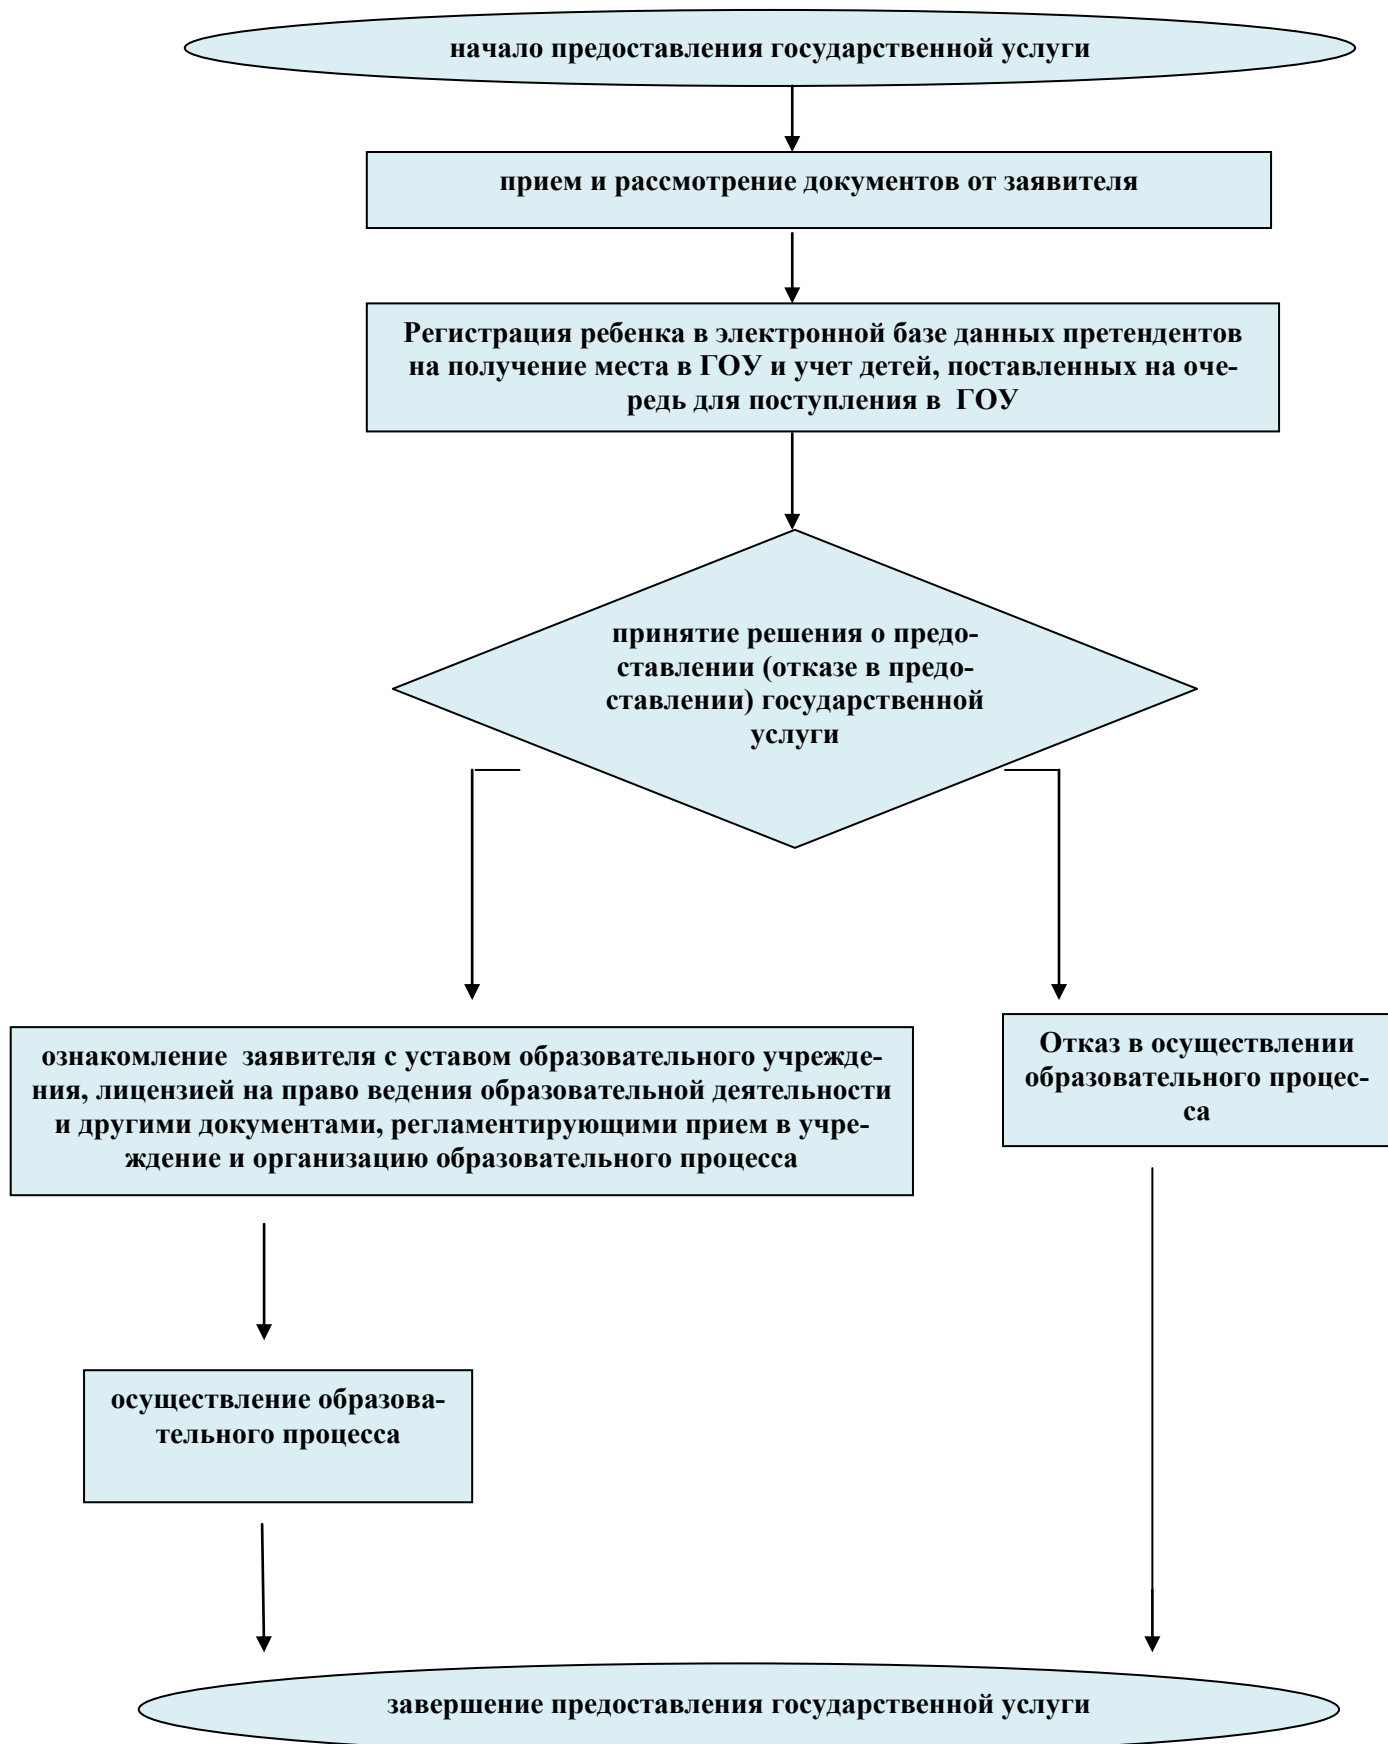 начало предоставления государственной услуги
прием и рассмотрение документов от заявителя
Регистрация ребенка в электронной базе данных претендентов
на получение места в ГОУ и учет детей, поставленных на оче-
редь для поступления в  ГОУ
принятие решения о предо-
ставлении (отказе в предо-
ставлении) государственной
услуги
ознакомление  заявителя с уставом образовательного учрежде-
ния, лицензией на право ведения образовательной деятельности
и другими документами, регламентирующими прием в учре-
ждение и организацию образовательного процесса
Отказ в осуществлении
образовательного процес-
са
осуществление образова-
тельного процесса
завершение предоставления государственной услуги